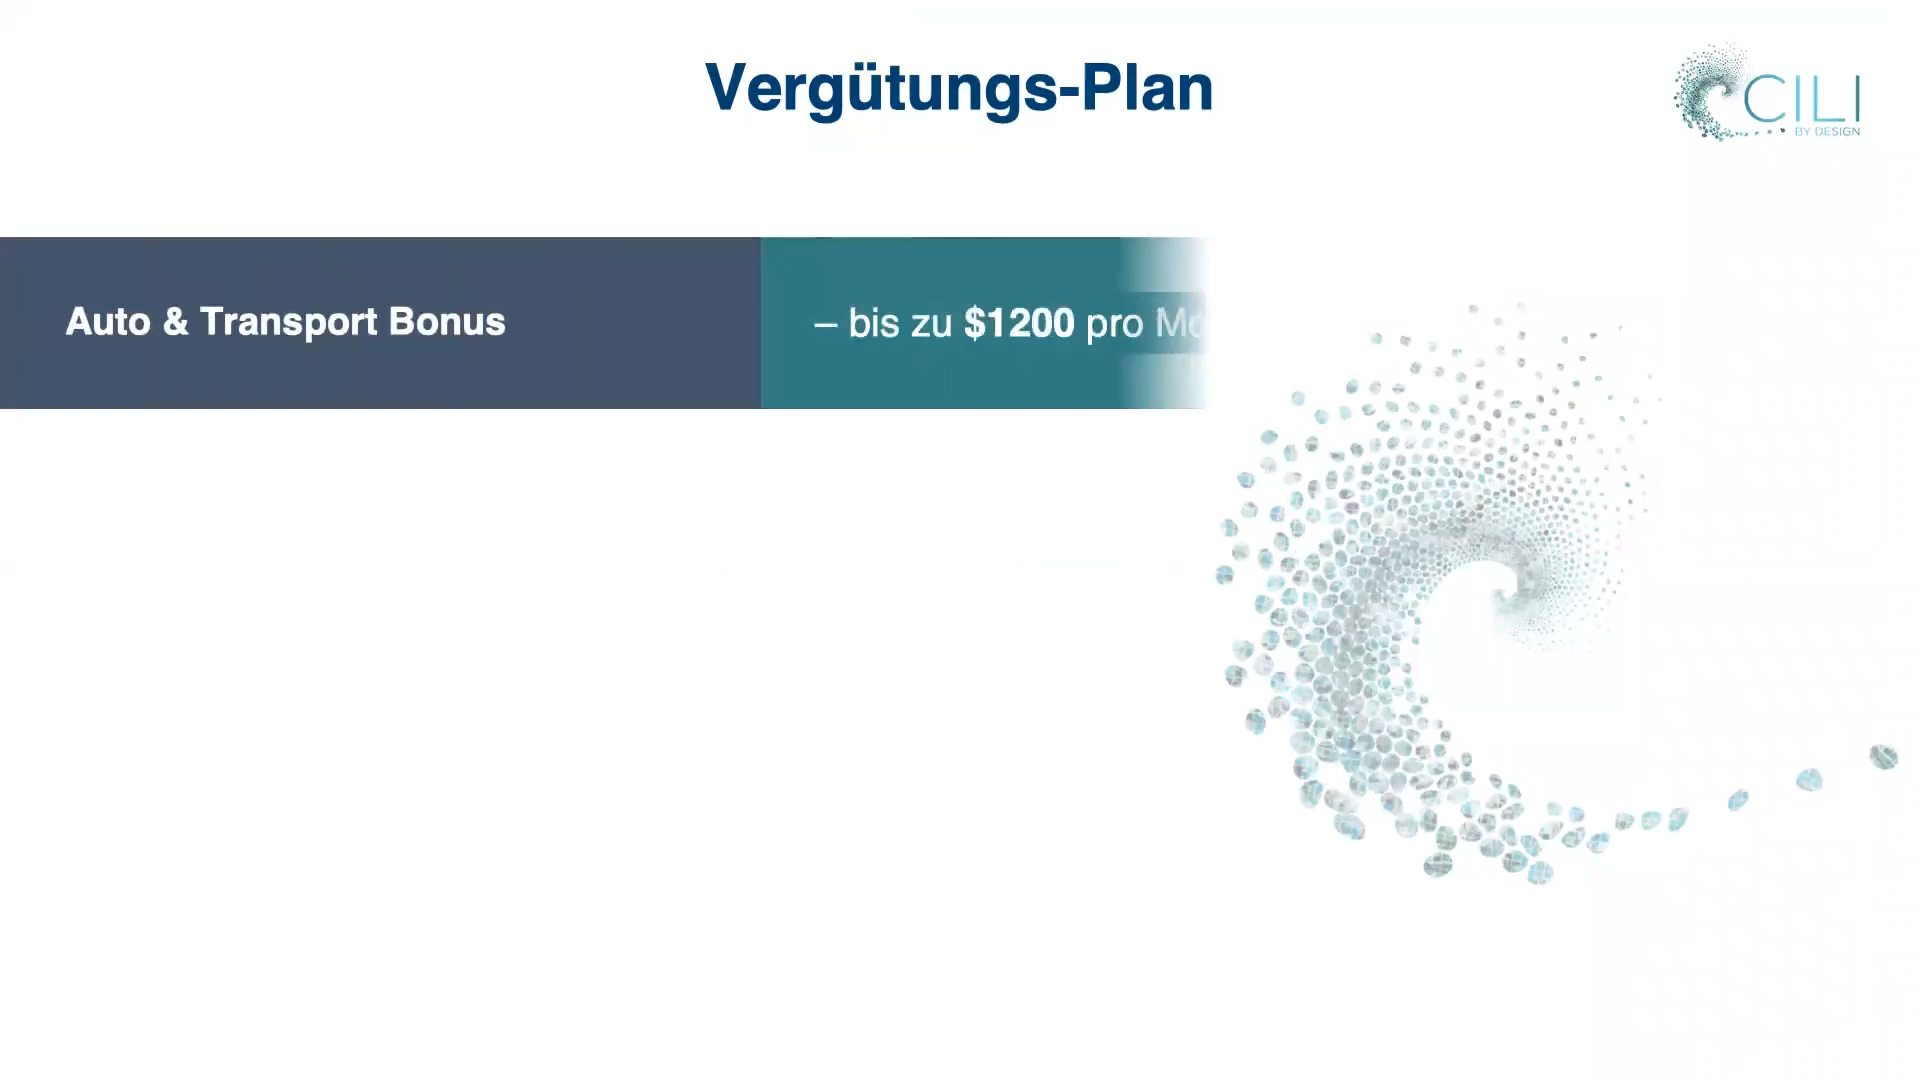 Vergütungs-Plan
CILI
BY DESIGN
Auto & Transport Bonus
– bis zu $1200 pro